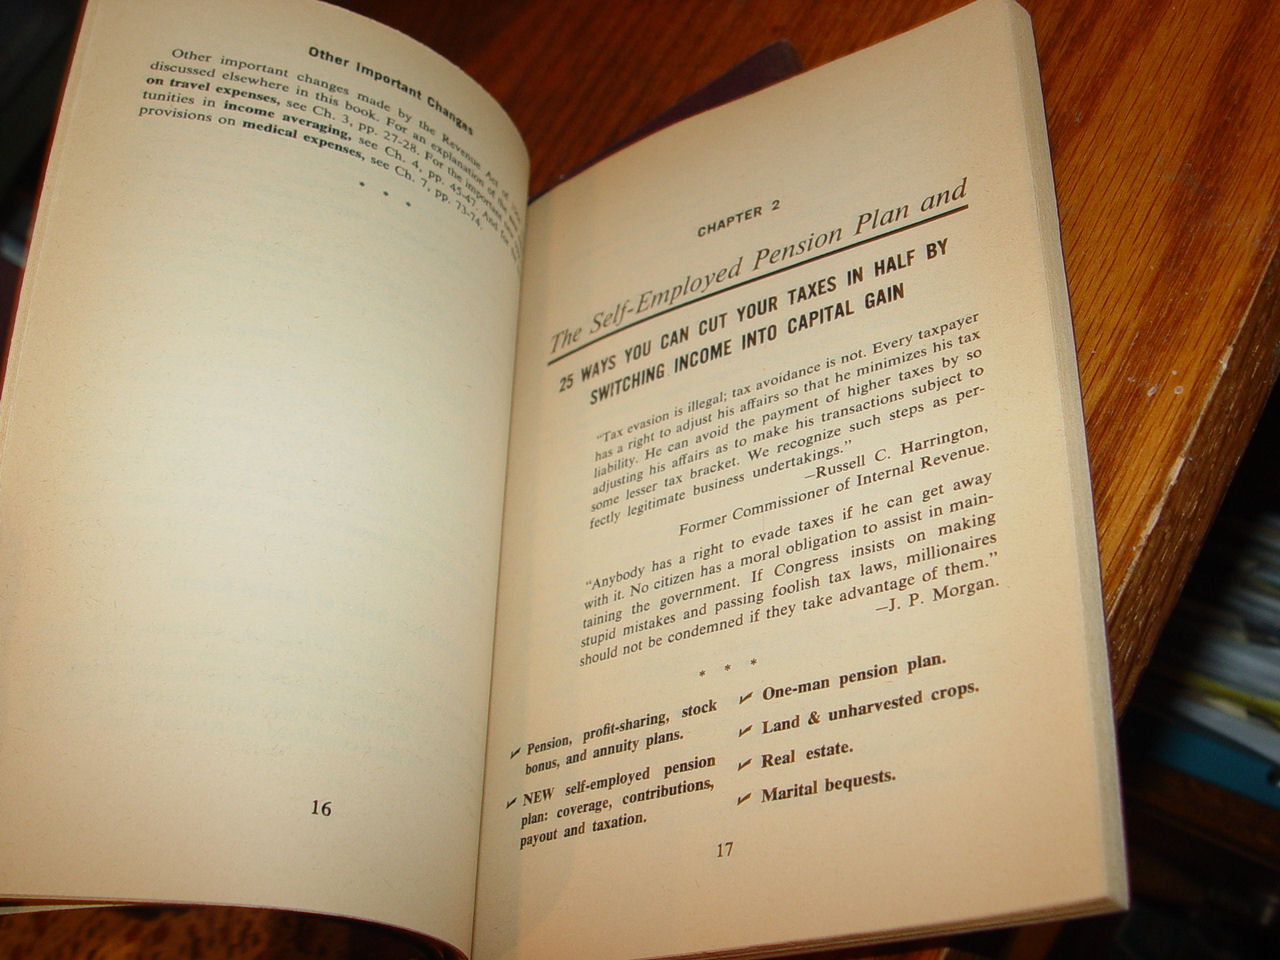 Other Important Changes
Other important changes made by the Revenue Act of
discussed elsewhere in this book. For an explanation of the new
on travel expenses, see Ch. 3, pp. 27-28. For the important new
tunities in income averaging, see Ch. 4, pp. 45-47. And for
provisions on medical expenses, see Ch. 7, pp. 73-74.
* * *
16
CHAPTER 2
The Self-Employed Pension Plan and
25 WAYS YOU CAN CUT YOUR TAXES IN HALF BY
SWITCHING INCOME INTO CAPITAL GAIN
“Tax evasion is illegal; tax avoidance is not. Every taxpayer
has a right to adjust his affairs so that he minimizes his tax
liability. He can avoid the payment of higher taxes by so
adjusting his affairs as to make his transactions subject to
some lesser tax bracket. We recognize such steps as per-
fectly legitimate business undertakings.”
—Russell C. Harrington,
Former Commissioner of Internal Revenue.
“Anybody has a right to evade taxes if he can get away
with it. No citizen has a moral obligation to assist in main-
taining the government. If Congress insists on making
stupid mistakes and passing foolish tax laws, millionaires
should not be condemned if they take advantage of them.”
—J. P. Morgan.
* * *
✓ Pension, profit-sharing, stock
bonus, and annuity plans.
✓ NEW self-employed pension
plan: coverage, contributions,
payout and taxation.
✓ One-man pension plan.
✓ Land & unharvested crops.
✓ Real estate.
✓ Marital bequests.
17